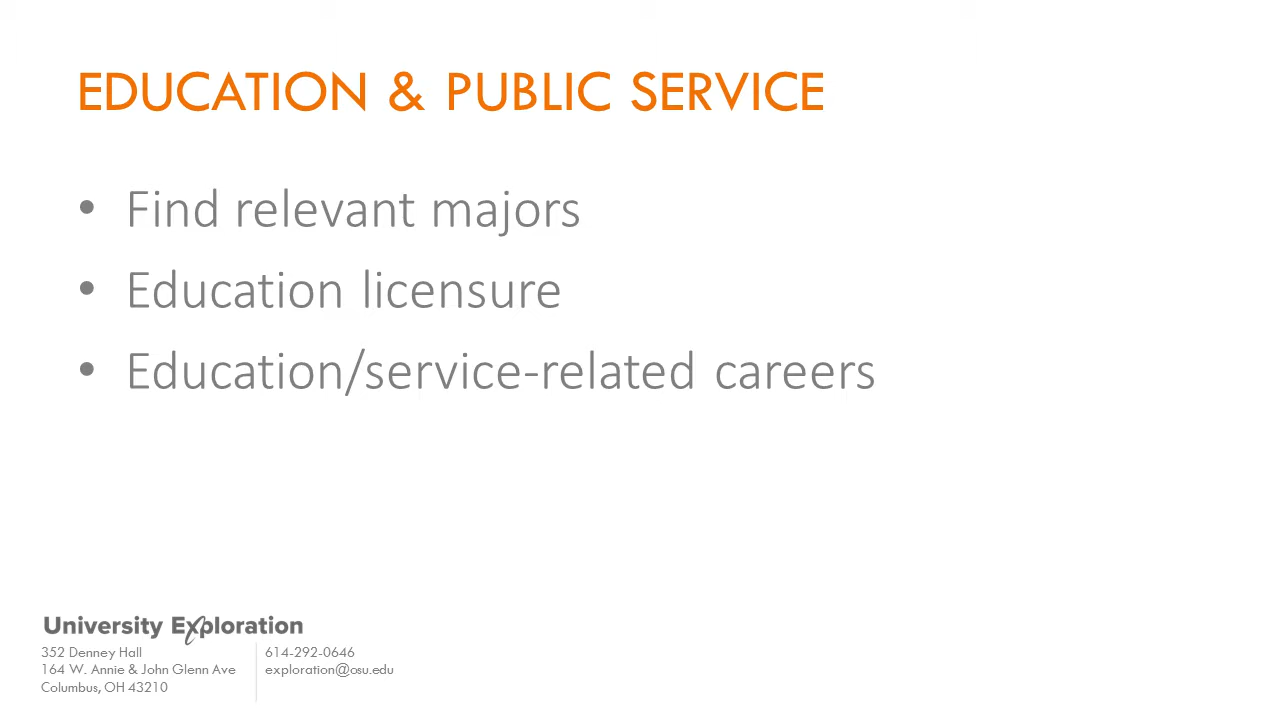 EDUCATION & PUBLIC SERVICE
• Find relevant majors
• Education licensure
• Education/service-related careers
University Exploration
352 Denney Hall
164 W. Annie & John Glenn Ave
Columbus, OH 43210
614-292-0646
exploration@osu.edu